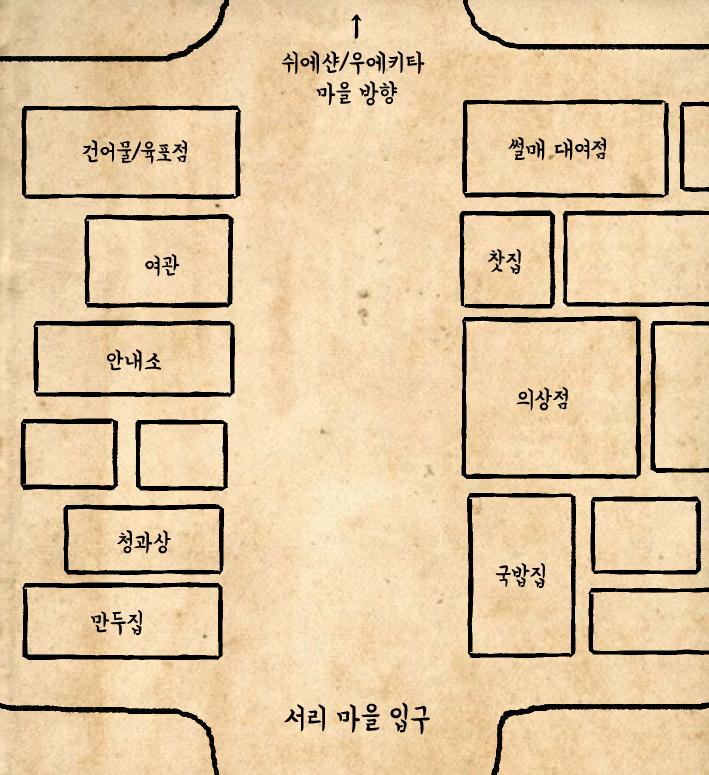 ↑
쉬에샨/우에키타
마을 방향
건어물/육포점
썰매 대여점
여관
찻집
안내소
의상점
청과상
국밥집
만두집
서리 마을 입구